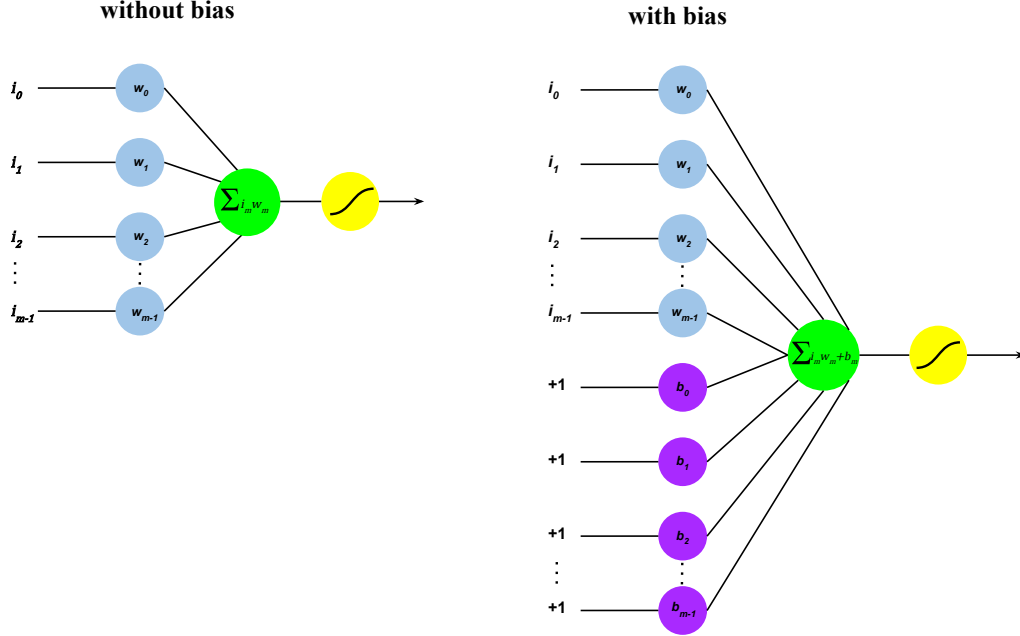 without bias
i₀ w₀
i₁ w₁
∑ iₘwₘ
i₂ w₂
iₘ₋₁ wₘ₋₁
with bias
i₀ w₀
i₁ w₁
i₂ w₂
iₘ₋₁ wₘ₋₁
∑ iₘwₘ+bₘ
+1 b₀
+1 b₁
+1 b₂
+1 bₘ₋₁